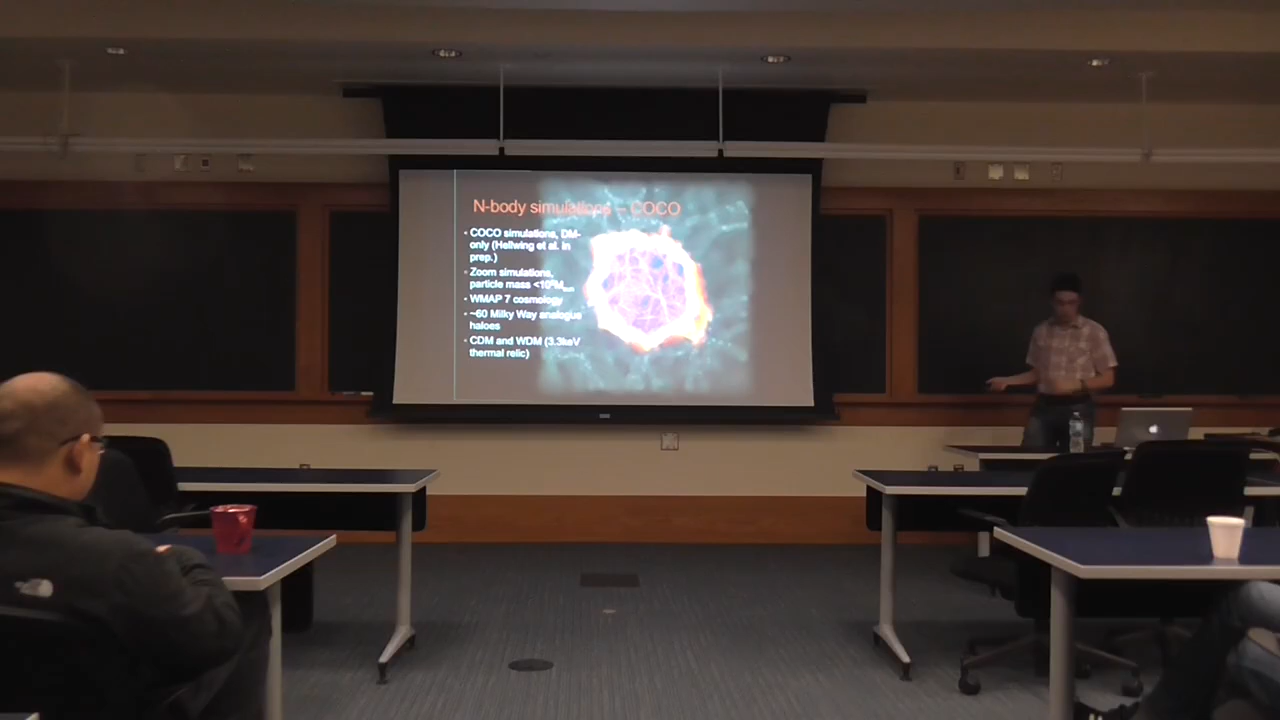 N-body simulations – COCO
• COCO simulations, DM-
only (Hellwing et al. in
prep.)
• Zoom simulations,
particle mass <10⁶M_sun
• WMAP 7 cosmology
• ~60 Milky Way analogue
haloes
• CDM and WDM (3.3keV
thermal relic)